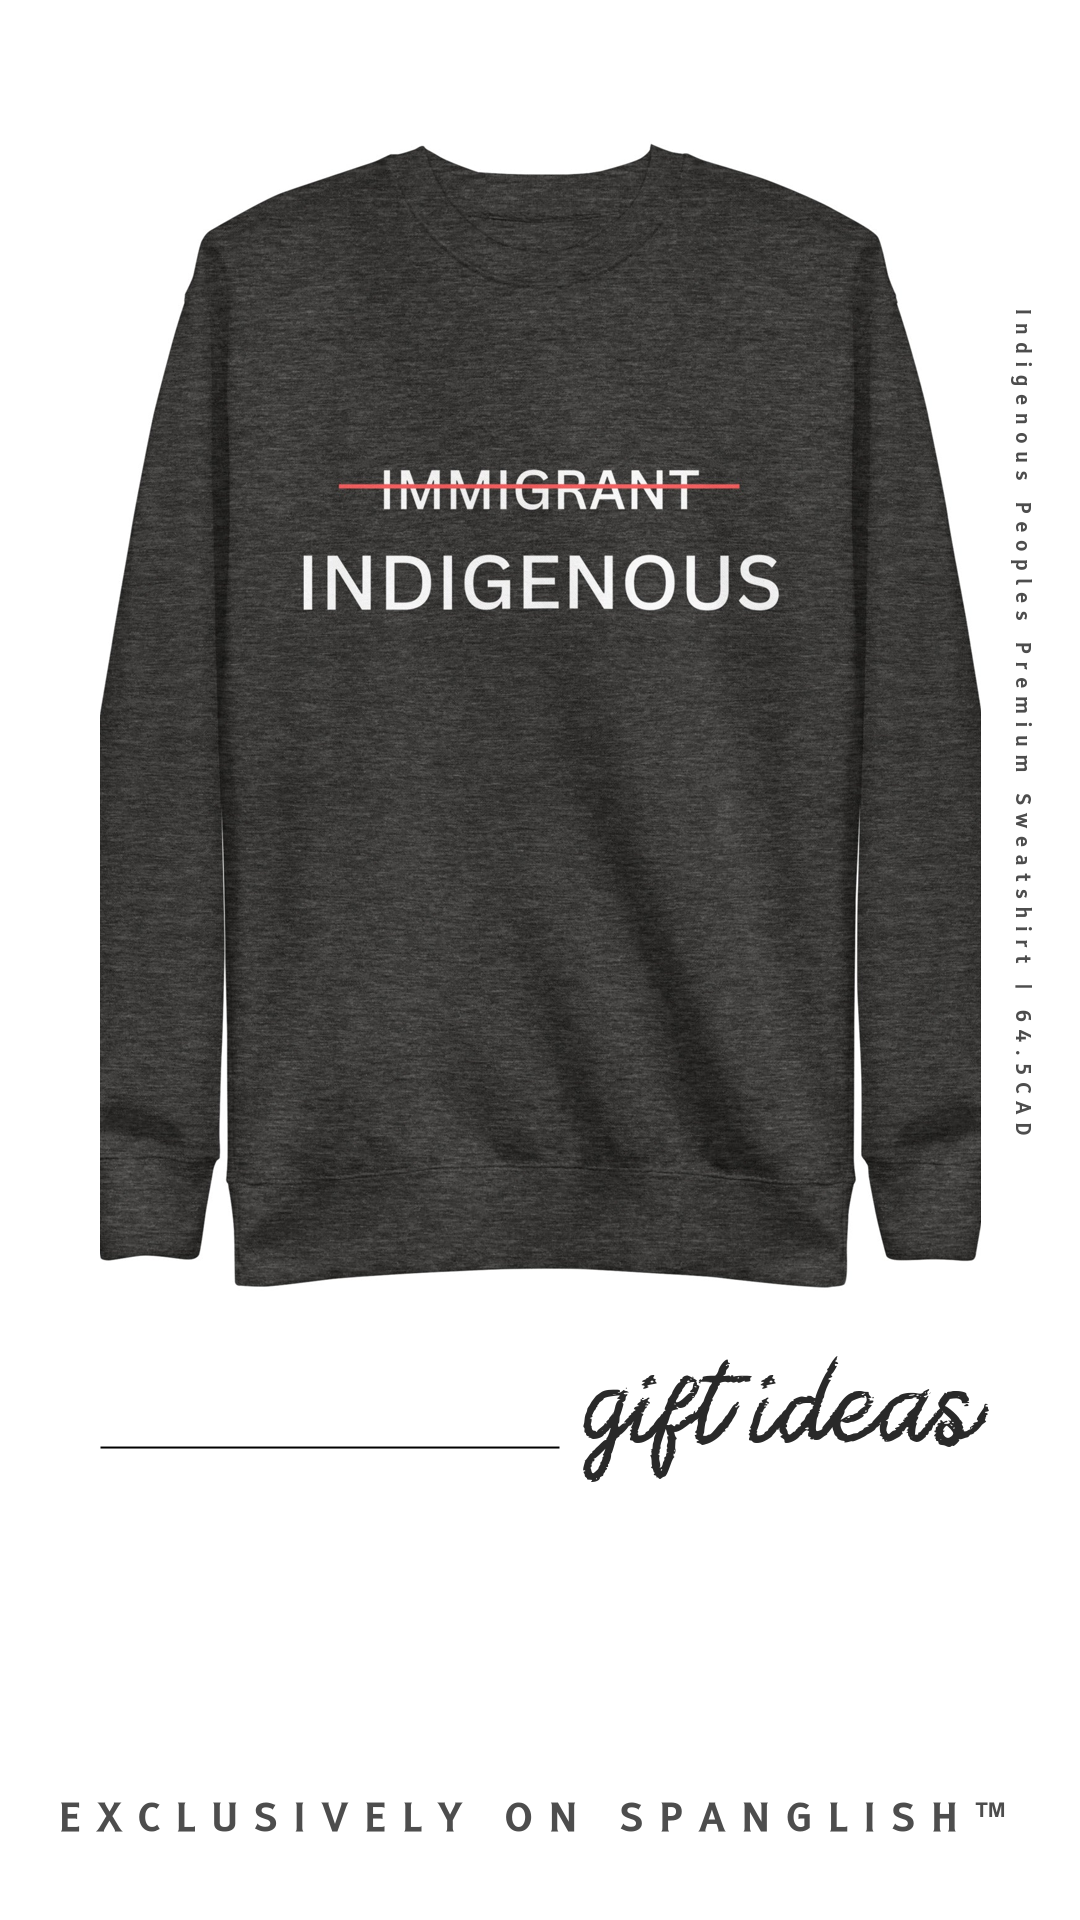 IMMIGRANT
INDIGENOUS
Indigenous Peoples Premium Sweatshirt | 64.5CAD
gift ideas
EXCLUSIVELY ON SPANGLISH™